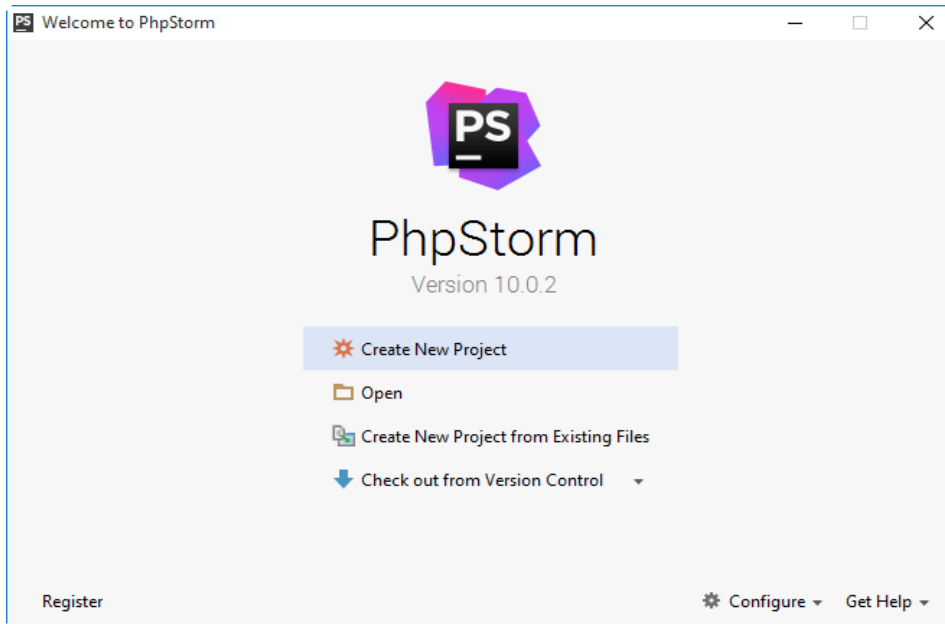 PS Welcome to PhpStorm
PS
PhpStorm
Version 10.0.2
Create New Project
Open
Create New Project from Existing Files
Check out from Version Control
Register Configure Get Help